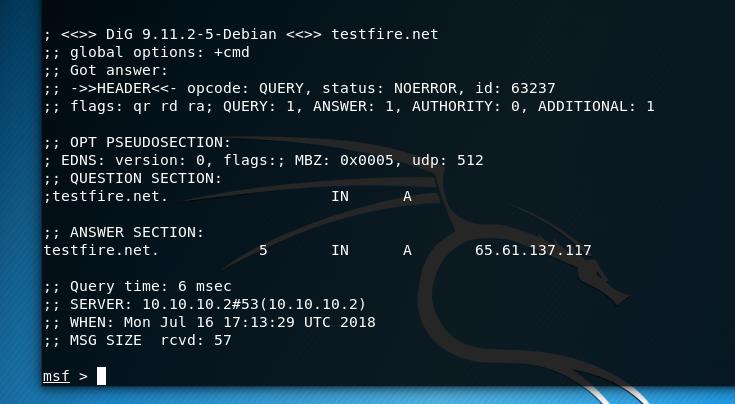 ; <<>> DiG 9.11.2-5-Debian <<>> testfire.net
;; global options: +cmd
;; Got answer:
;; ->>HEADER<<- opcode: QUERY, status: NOERROR, id: 63237
;; flags: qr rd ra; QUERY: 1, ANSWER: 1, AUTHORITY: 0, ADDITIONAL: 1
;; OPT PSEUDOSECTION:
; EDNS: version: 0, flags:; MBZ: 0x0005, udp: 512
;; QUESTION SECTION:
;testfire.net. IN A
;; ANSWER SECTION:
testfire.net. 5 IN A 65.61.137.117
;; Query time: 6 msec
;; SERVER: 10.10.10.2#53(10.10.10.2)
;; WHEN: Mon Jul 16 17:13:29 UTC 2018
;; MSG SIZE rcvd: 57
msf >